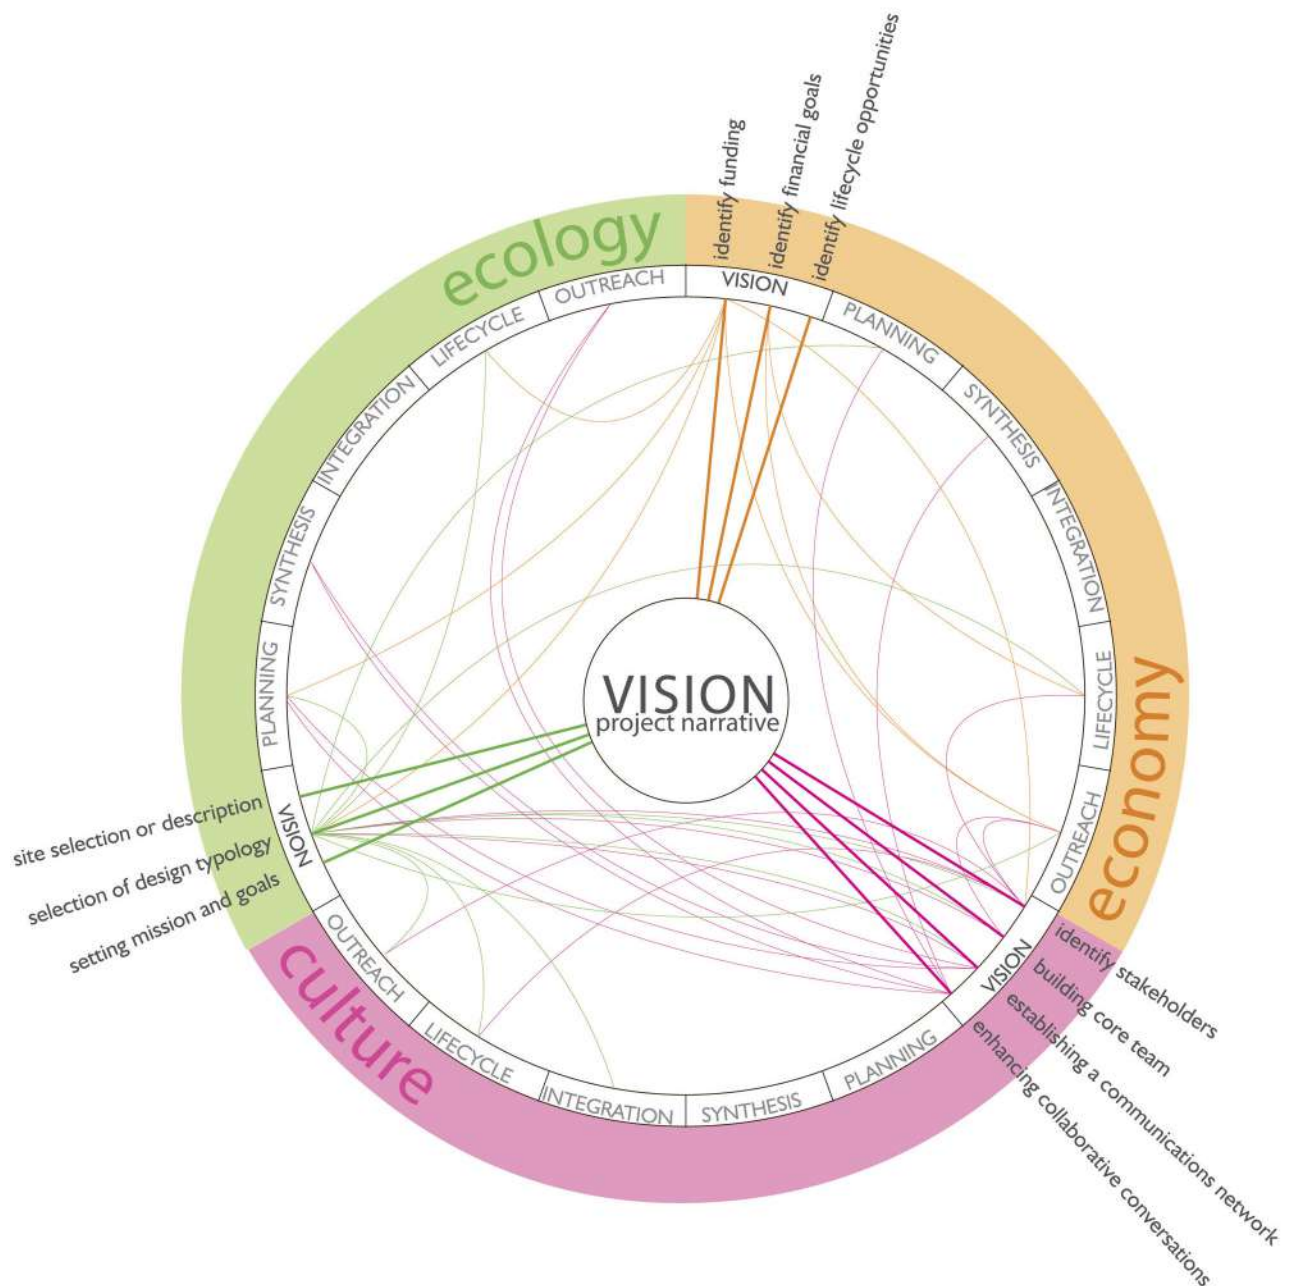 ecology
economy
culture
VISION
project narrative
identify funding
identify financial goals
identify lifecycle opportunities
VISION
PLANNING
SYNTHESIS
INTEGRATION
LIFECYCLE
OUTREACH
VISION
identify stakeholders
building core team
establishing a communications network
enhancing collaborative conversations
PLANNING
SYNTHESIS
INTEGRATION
LIFECYCLE
OUTREACH
VISION
setting mission and goals
selection of design typology
site selection or description
PLANNING
SYNTHESIS
INTEGRATION
LIFECYCLE
OUTREACH